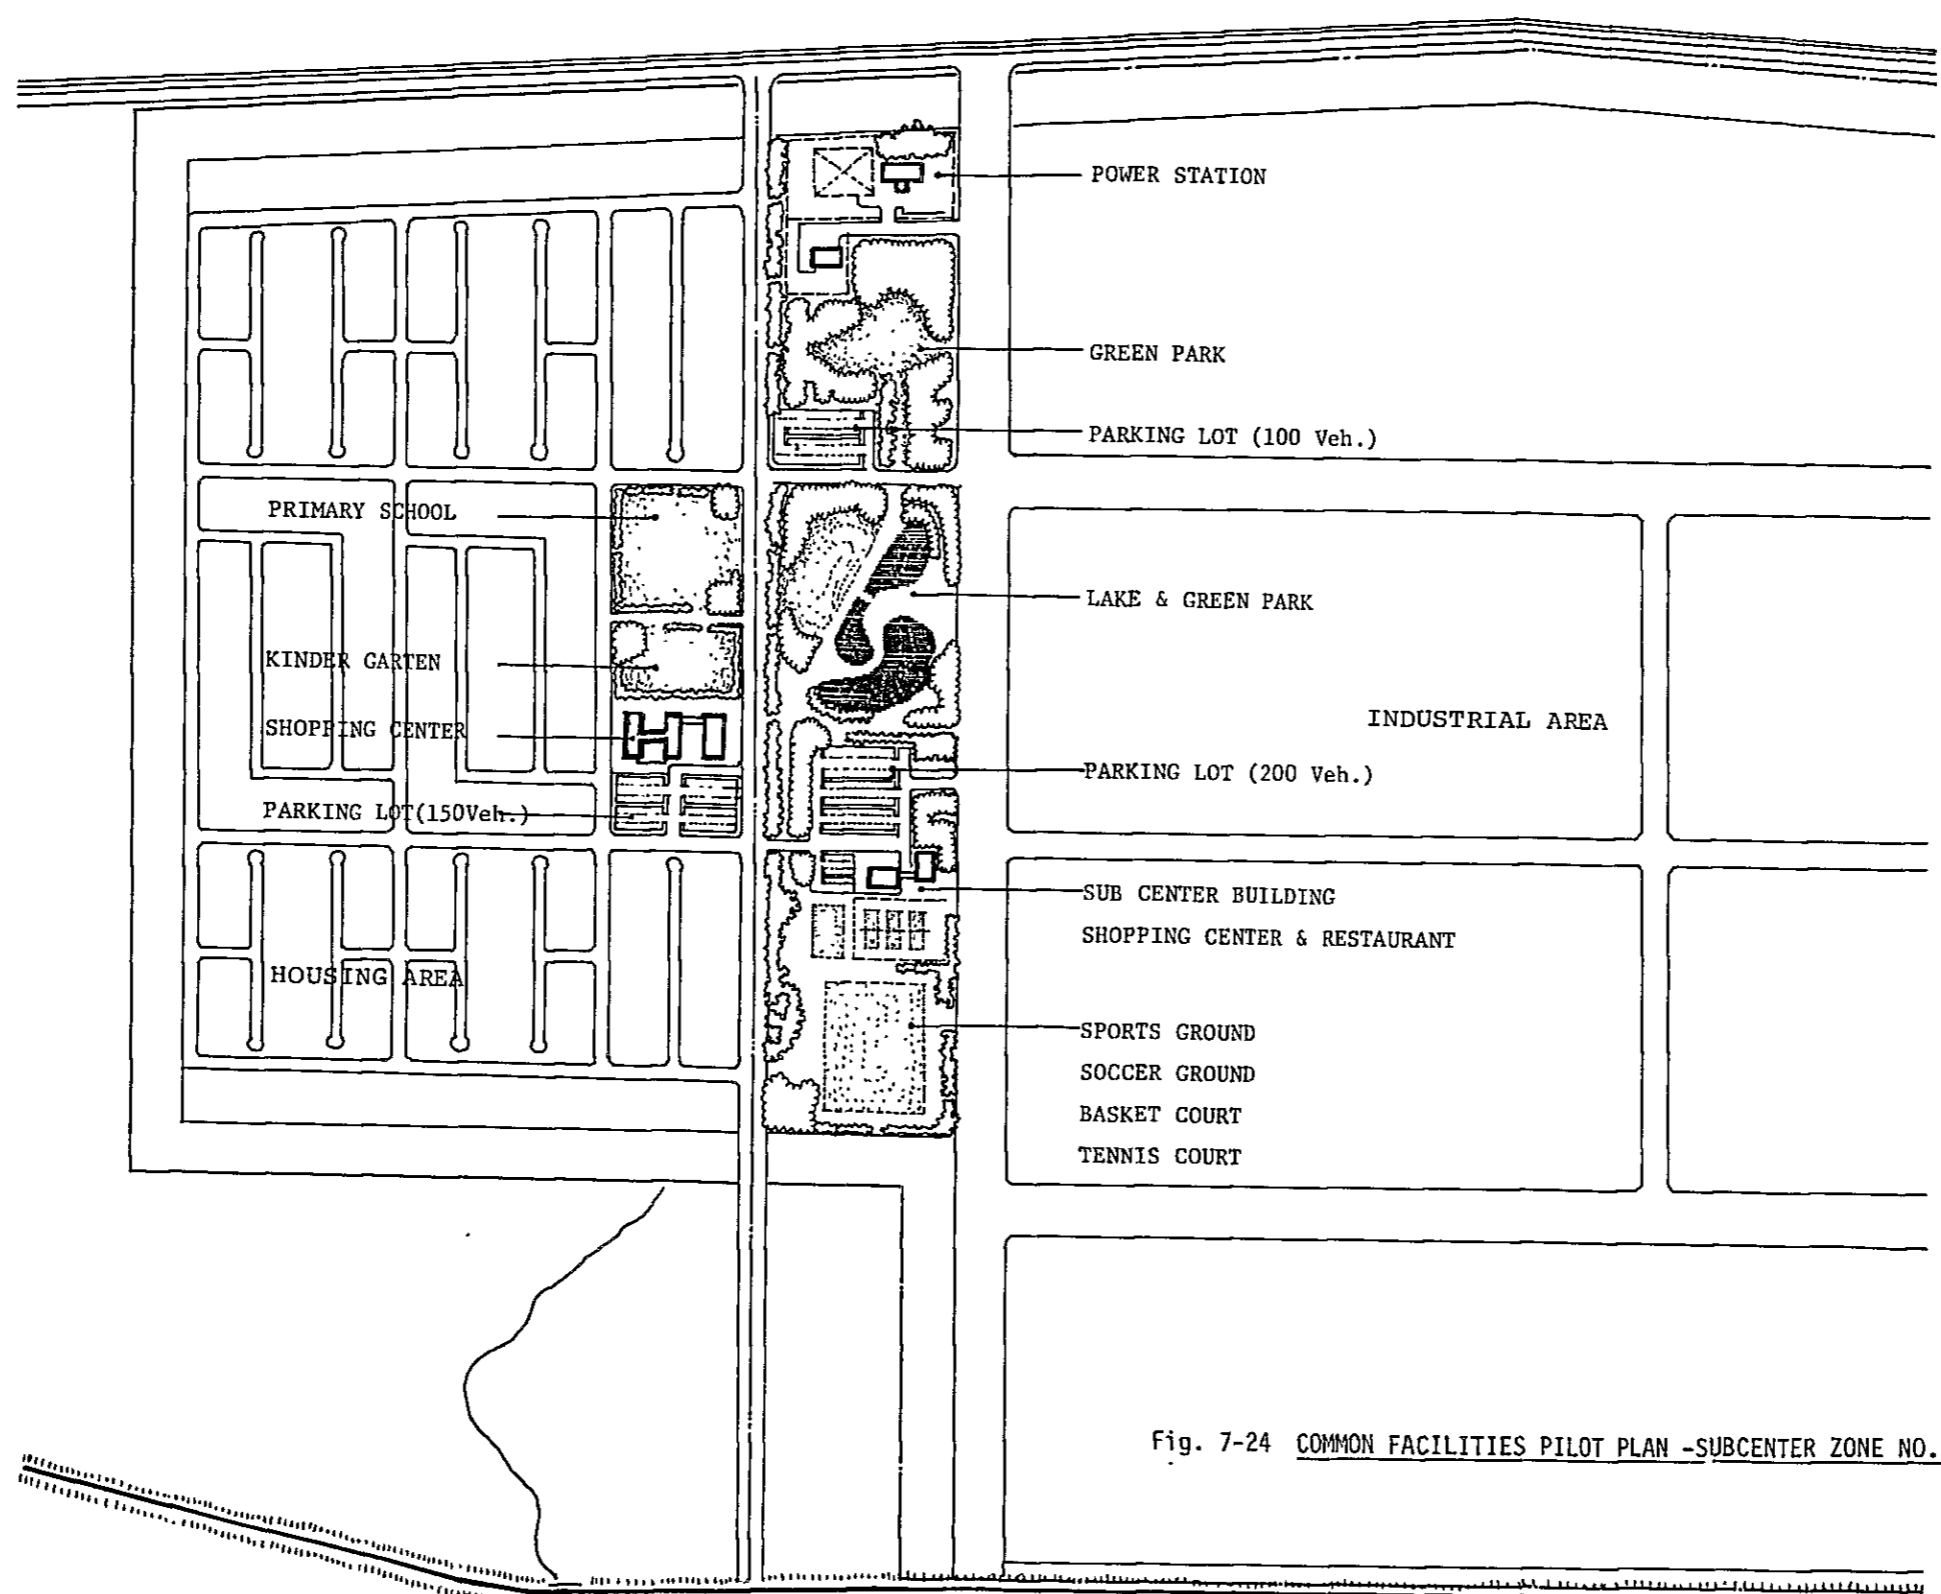 POWER STATION
GREEN PARK
PARKING LOT (100 Veh.)
PRIMARY SCHOOL
LAKE & GREEN PARK
KINDER GARTEN
SHOPPING CENTER
INDUSTRIAL AREA
PARKING LOT (200 Veh.)
PARKING LOT(150Veh.)
SUB CENTER BUILDING
SHOPPING CENTER & RESTAURANT
HOUSING AREA
SPORTS GROUND
SOCCER GROUND
BASKET COURT
TENNIS COURT
Fig. 7-24 COMMON FACILITIES PILOT PLAN -SUBCENTER ZONE NO.